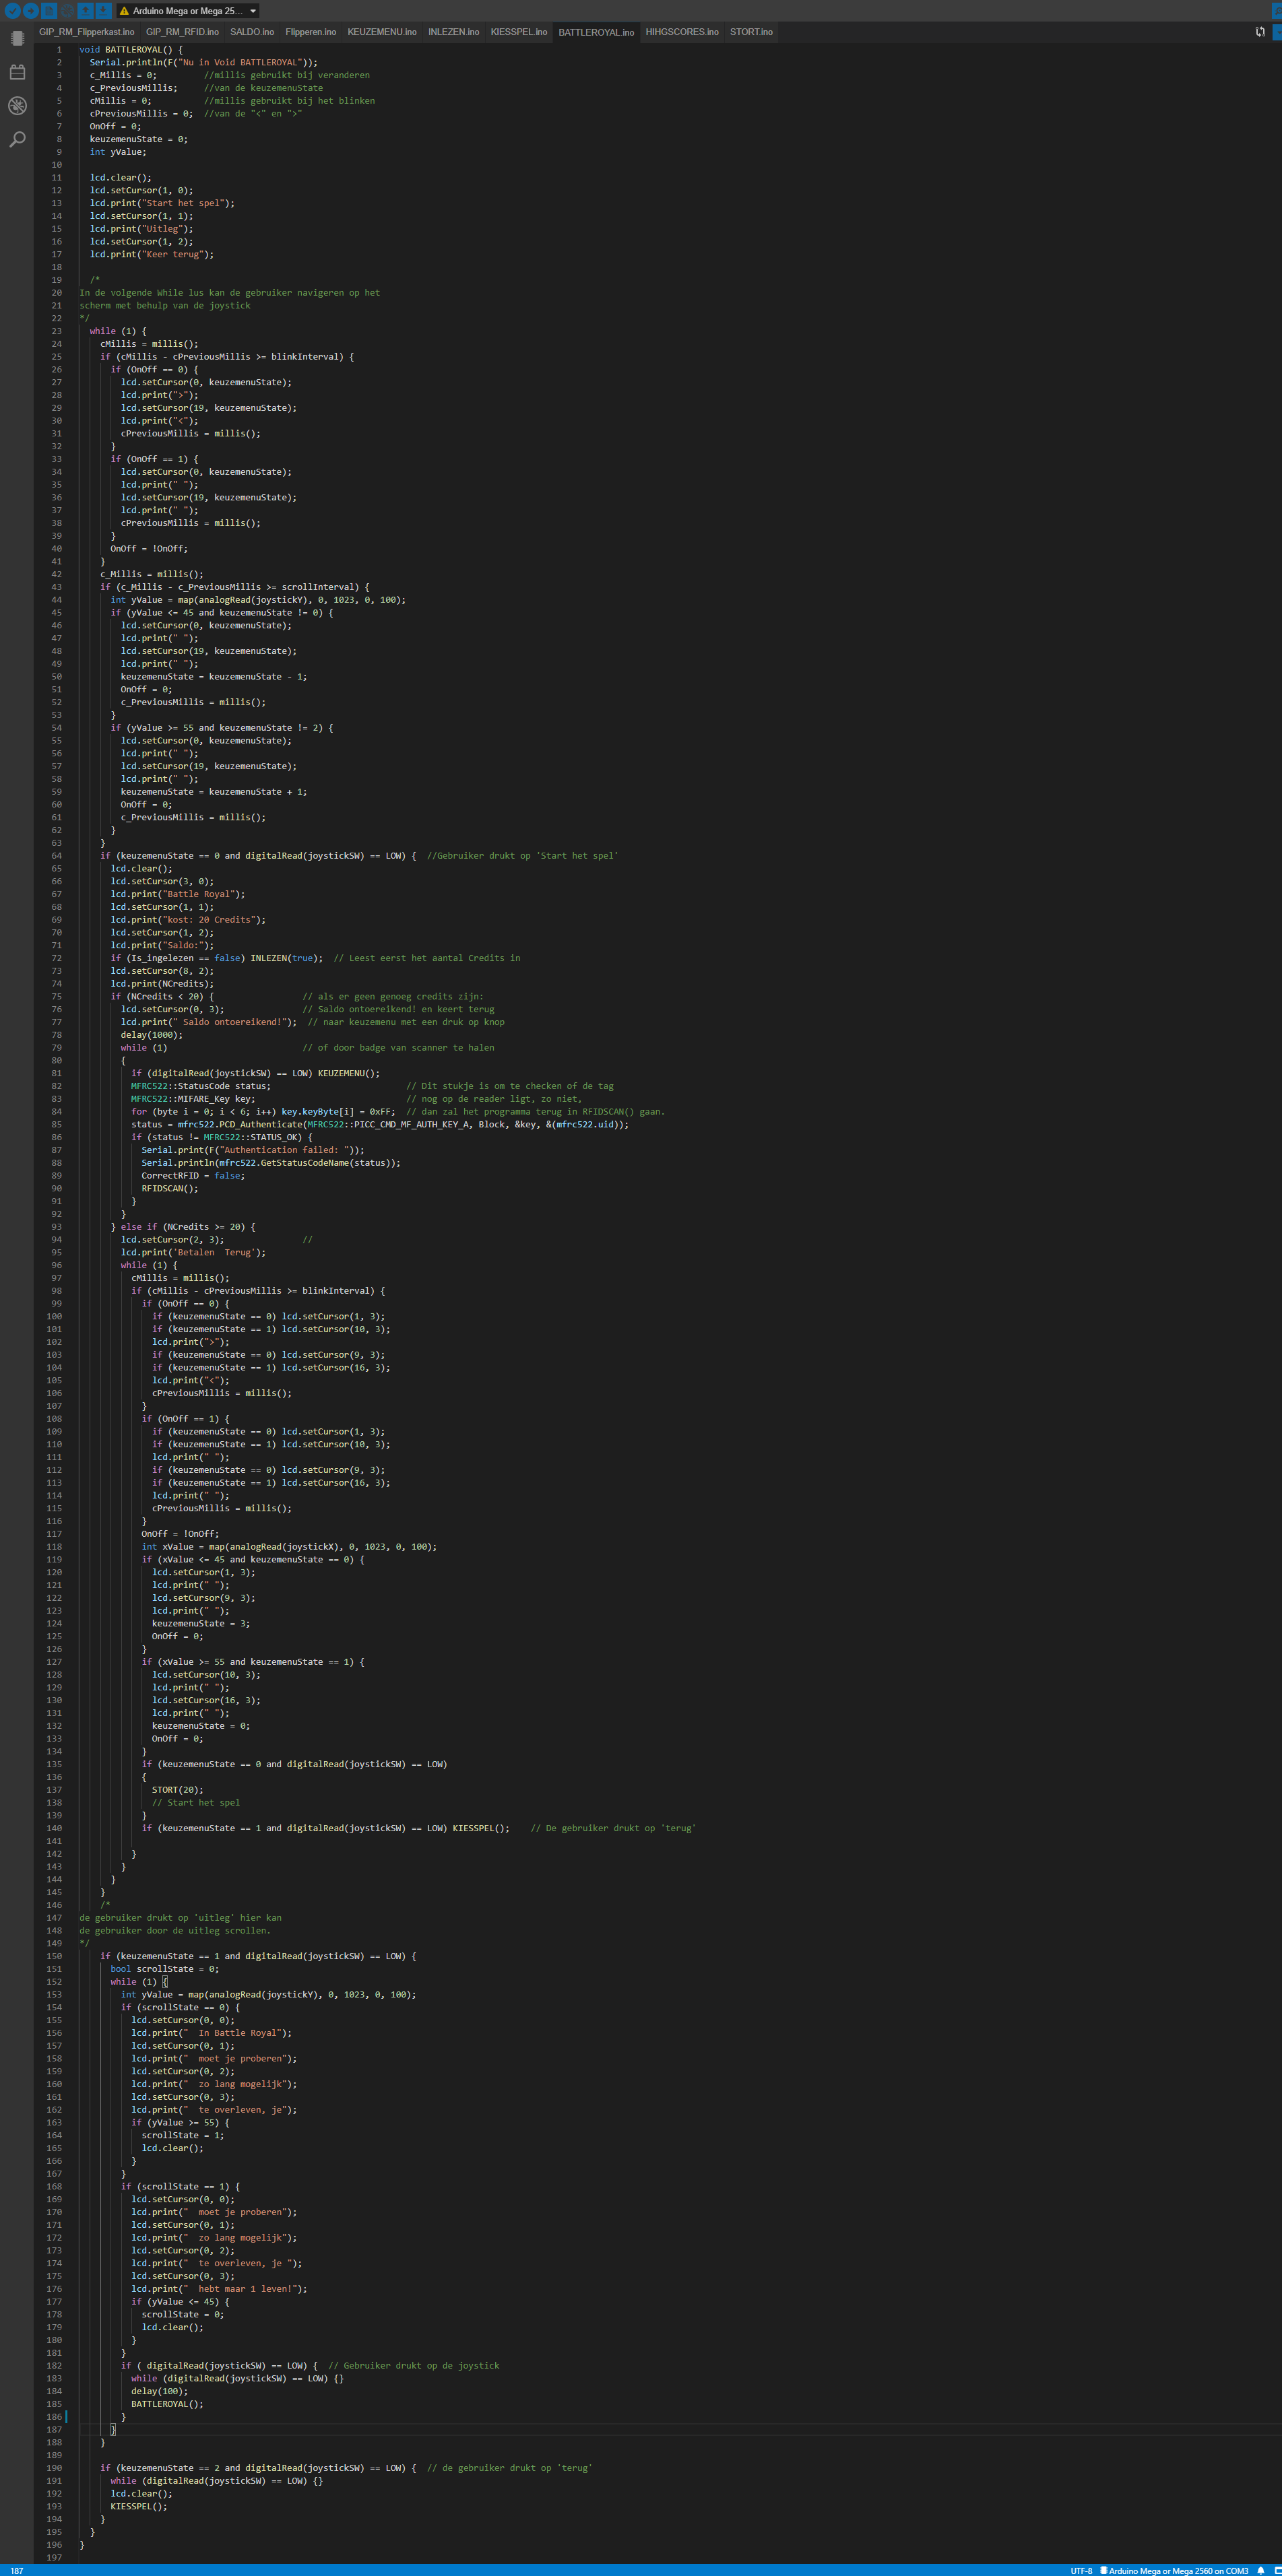 Arduino Mega or Mega 25...
GIP_RM_Flipperkast.ino GIP_RM_RFID.ino SALDO.ino Flipperen.ino KEUZEMENU.ino INLEZEN.ino KIESSPEL.ino BATTLEROYAL.ino HIHGSCORES.ino STORT.ino
1 void BATTLEROYAL() {
2 Serial.println(F("Nu in Void BATTLEROYAL"));
3 c_Millis = 0; //millis gebruikt bij veranderen
4 c_PreviousMillis; //van de keuzemenuState
5 cMillis = 0; //millis gebruikt bij het blinken
6 cPreviousMillis = 0; //van de "<" en ">"
7 OnOff = 0;
8 keuzemenuState = 0;
9 int yValue;
10
11 lcd.clear();
12 lcd.setCursor(1, 0);
13 lcd.print("Start het spel");
14 lcd.setCursor(1, 1);
15 lcd.print("Uitleg");
16 lcd.setCursor(1, 2);
17 lcd.print("Keer terug");
18
19 /*
20 In de volgende While lus kan de gebruiker navigeren op het
21 scherm met behulp van de joystick
22 */
23 while (1) {
24 cMillis = millis();
25 if (cMillis - cPreviousMillis >= blinkInterval) {
26 if (OnOff == 0) {
27 lcd.setCursor(0, keuzemenuState);
28 lcd.print(">");
29 lcd.setCursor(19, keuzemenuState);
30 lcd.print("<");
31 cPreviousMillis = millis();
32 }
33 if (OnOff == 1) {
34 lcd.setCursor(0, keuzemenuState);
35 lcd.print(" ");
36 lcd.setCursor(19, keuzemenuState);
37 lcd.print(" ");
38 cPreviousMillis = millis();
39 }
40 OnOff = !OnOff;
41 }
42 c_Millis = millis();
43 if (c_Millis - c_PreviousMillis >= scrollInterval) {
44 int yValue = map(analogRead(joystickY), 0, 1023, 0, 100);
45 if (yValue <= 45 and keuzemenuState != 0) {
46 lcd.setCursor(0, keuzemenuState);
47 lcd.print(" ");
48 lcd.setCursor(19, keuzemenuState);
49 lcd.print(" ");
50 keuzemenuState = keuzemenuState - 1;
51 OnOff = 0;
52 c_PreviousMillis = millis();
53 }
54 if (yValue >= 55 and keuzemenuState != 2) {
55 lcd.setCursor(0, keuzemenuState);
56 lcd.print(" ");
57 lcd.setCursor(19, keuzemenuState);
58 lcd.print(" ");
59 keuzemenuState = keuzemenuState + 1;
60 OnOff = 0;
61 c_PreviousMillis = millis();
62 }
63 }
64 if (keuzemenuState == 0 and digitalRead(joystickSW) == LOW) { //Gebruiker drukt op 'Start het spel'
65 lcd.clear();
66 lcd.setCursor(3, 0);
67 lcd.print("Battle Royal");
68 lcd.setCursor(1, 1);
69 lcd.print("kost: 20 Credits");
70 lcd.setCursor(1, 2);
71 lcd.print("Saldo:");
72 if (Is_ingelezen == false) INLEZEN(true); // Leest eerst het aantal Credits in
73 lcd.setCursor(8, 2);
74 lcd.print(NCredits);
75 if (NCredits < 20) { // als er geen genoeg credits zijn:
76 lcd.setCursor(0, 3); // Saldo ontoereikend! en keert terug
77 lcd.print(" Saldo ontoereikend!"); // naar keuzemenu met een druk op knop
78 delay(1000);
79 while (1) // of door badge van scanner te halen
80 {
81 if (digitalRead(joystickSW) == LOW) KEUZEMENU();
82 MFRC522::StatusCode status; // Dit stukje is om te checken of de tag
83 MFRC522::MIFARE_Key key; // nog op de reader ligt, zo niet,
84 for (byte i = 0; i < 6; i++) key.keyByte[i] = 0xFF; // dan zal het programma terug in RFIDSCAN() gaan.
85 status = mfrc522.PCD_Authenticate(MFRC522::PICC_CMD_MF_AUTH_KEY_A, Block, &key, &(mfrc522.uid));
86 if (status != MFRC522::STATUS_OK) {
87 Serial.print(F("Authentication failed: "));
88 Serial.println(mfrc522.GetStatusCodeName(status));
89 CorrectRFID = false;
90 RFIDSCAN();
91 }
92 }
93 } else if (NCredits >= 20) {
94 lcd.setCursor(2, 3); //
95 lcd.print('Betalen  Terug');
96 while (1) {
97 cMillis = millis();
98 if (cMillis - cPreviousMillis >= blinkInterval) {
99 if (OnOff == 0) {
100 if (keuzemenuState == 0) lcd.setCursor(1, 3);
101 if (keuzemenuState == 1) lcd.setCursor(10, 3);
102 lcd.print(">");
103 if (keuzemenuState == 0) lcd.setCursor(9, 3);
104 if (keuzemenuState == 1) lcd.setCursor(16, 3);
105 lcd.print("<");
106 cPreviousMillis = millis();
107 }
108 if (OnOff == 1) {
109 if (keuzemenuState == 0) lcd.setCursor(1, 3);
110 if (keuzemenuState == 1) lcd.setCursor(10, 3);
111 lcd.print(" ");
112 if (keuzemenuState == 0) lcd.setCursor(9, 3);
113 if (keuzemenuState == 1) lcd.setCursor(16, 3);
114 lcd.print(" ");
115 cPreviousMillis = millis();
116 }
117 OnOff = !OnOff;
118 int xValue = map(analogRead(joystickX), 0, 1023, 0, 100);
119 if (xValue <= 45 and keuzemenuState == 0) {
120 lcd.setCursor(1, 3);
121 lcd.print(" ");
122 lcd.setCursor(9, 3);
123 lcd.print(" ");
124 keuzemenuState = 3;
125 OnOff = 0;
126 }
127 if (xValue >= 55 and keuzemenuState == 1) {
128 lcd.setCursor(10, 3);
129 lcd.print(" ");
130 lcd.setCursor(16, 3);
131 lcd.print(" ");
132 keuzemenuState = 0;
133 OnOff = 0;
134 }
135 if (keuzemenuState == 0 and digitalRead(joystickSW) == LOW)
136 {
137 STORT(20);
138 // Start het spel
139 }
140 if (keuzemenuState == 1 and digitalRead(joystickSW) == LOW) KIESSPEL(); // De gebruiker drukt op 'terug'
141
142 }
143 }
144 }
145 }
146 /*
147 de gebruiker drukt op 'uitleg' hier kan
148 de gebruiker door de uitleg scrollen.
149 */
150 if (keuzemenuState == 1 and digitalRead(joystickSW) == LOW) {
151 bool scrollState = 0;
152 while (1) {
153 int yValue = map(analogRead(joystickY), 0, 1023, 0, 100);
154 if (scrollState == 0) {
155 lcd.setCursor(0, 0);
156 lcd.print("  In Battle Royal");
157 lcd.setCursor(0, 1);
158 lcd.print("  moet je proberen");
159 lcd.setCursor(0, 2);
160 lcd.print("  zo lang mogelijk");
161 lcd.setCursor(0, 3);
162 lcd.print("  te overleven, je");
163 if (yValue >= 55) {
164 scrollState = 1;
165 lcd.clear();
166 }
167 }
168 if (scrollState == 1) {
169 lcd.setCursor(0, 0);
170 lcd.print("  moet je proberen");
171 lcd.setCursor(0, 1);
172 lcd.print("  zo lang mogelijk");
173 lcd.setCursor(0, 2);
174 lcd.print("  te overleven, je ");
175 lcd.setCursor(0, 3);
176 lcd.print("  hebt maar 1 leven!");
177 if (yValue <= 45) {
178 scrollState = 0;
179 lcd.clear();
180 }
181 }
182 if ( digitalRead(joystickSW) == LOW) { // Gebruiker drukt op de joystick
183 while (digitalRead(joystickSW) == LOW) {}
184 delay(100);
185 BATTLEROYAL();
186 }
187 }
188 }
189
190 if (keuzemenuState == 2 and digitalRead(joystickSW) == LOW) { // de gebruiker drukt op 'terug'
191 while (digitalRead(joystickSW) == LOW) {}
192 lcd.clear();
193 KIESSPEL();
194 }
195 }
196 }
197
187 UTF-8 Arduino Mega or Mega 2560 on COM3